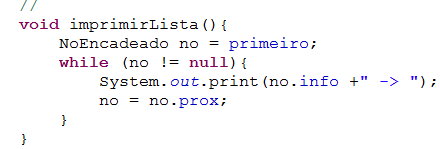 //
void imprimirLista(){
    NoEncadeado no = primeiro;
    while (no != null){
        System.out.print(no.info +" -> ");
        no = no.prox;
    }
}